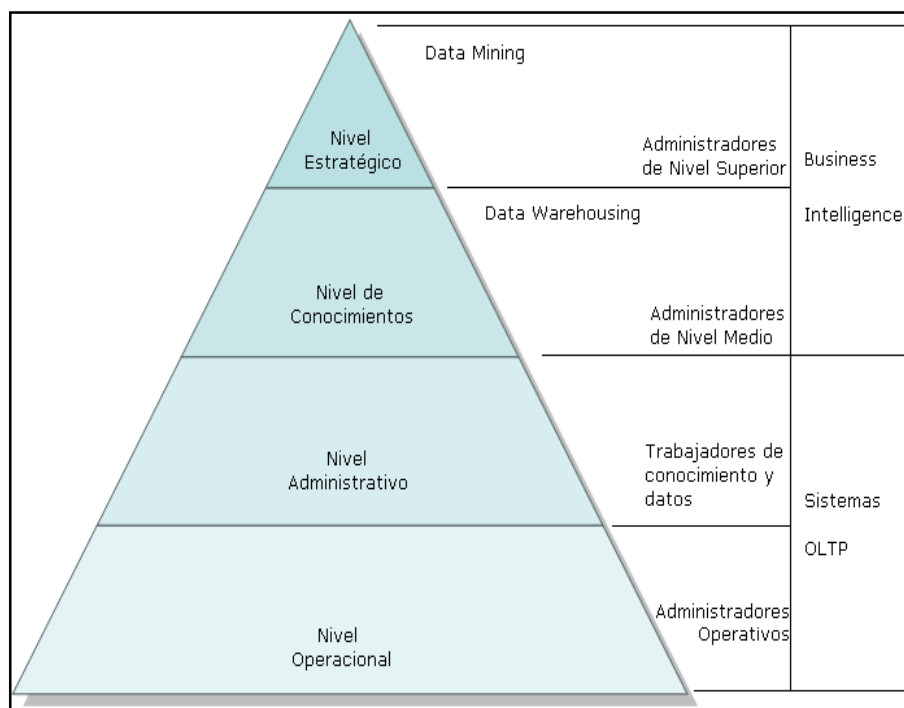 Data Mining
Nivel
Estratégico
Administradores
de Nivel Superior
Business
Data Warehousing
Intelligence
Nivel de
Conocimientos
Administradores
de Nivel Medio
Nivel
Administrativo
Trabajadores de
conocimiento y
datos
Sistemas
OLTP
Nivel
Operacional
Administradores
Operativos